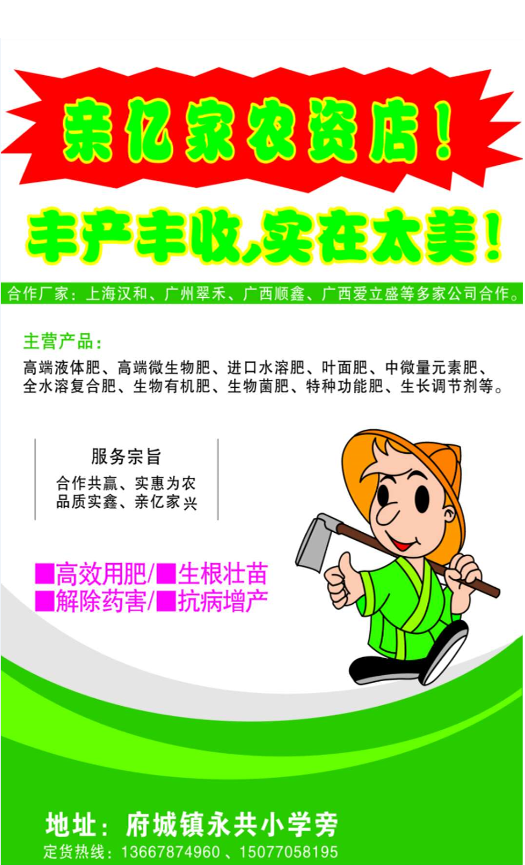 亲亿家农资店!
丰产丰收,实在太美!
合作厂家：上海汉和、广州翠禾、广西顺鑫、广西爱立盛等多家公司合作。
主营产品：
高端液体肥、高端微生物肥、进口水溶肥、叶面肥、中微量元素肥、
全水溶复合肥、生物有机肥、生物菌肥、特种功能肥、生长调节剂等。
服务宗旨
合作共赢、实惠为农
品质实鑫、亲亿家兴
■高效用肥/■生根壮苗
■解除药害/■抗病增产
地址：府城镇永共小学旁
定货热线：13667874960 、15077058195